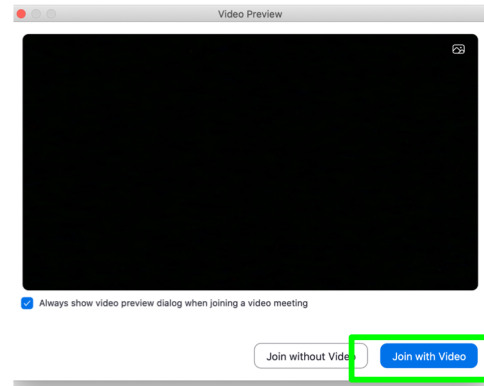 Video Preview
Always show video preview dialog when joining a video meeting
Join without Video
Join with Video